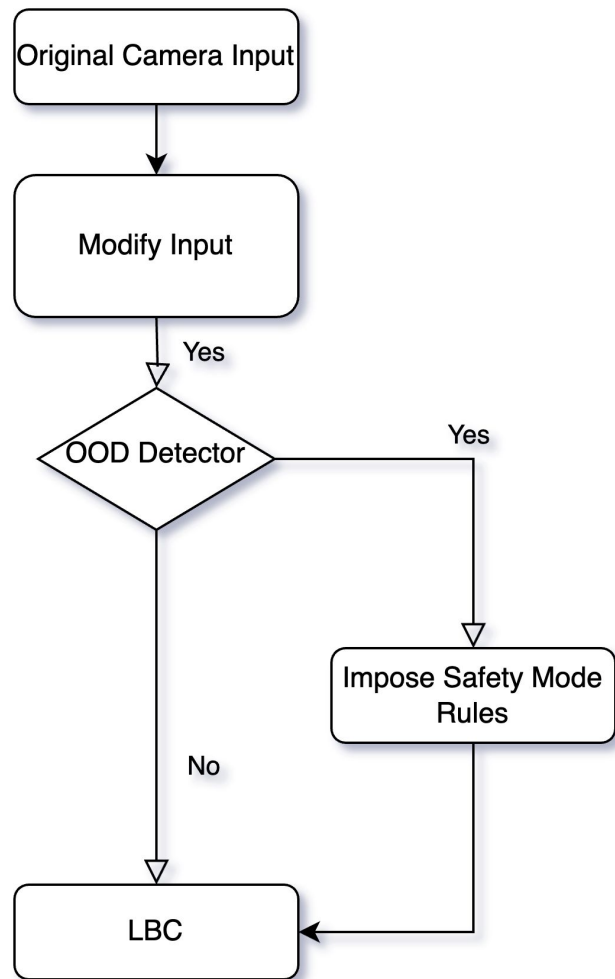 Original Camera Input
Modify Input
Yes
OOD Detector
Yes
Impose Safety Mode
Rules
No
LBC